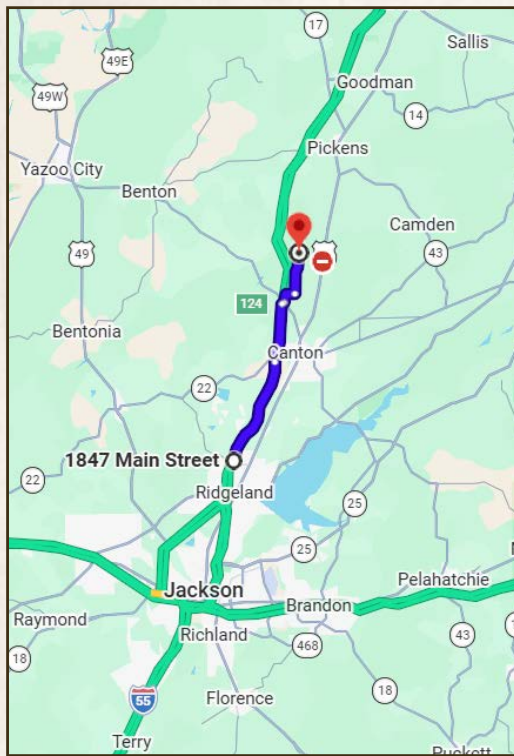 17
Sallis
49E
49W
Goodman
14
Pickens
Yazoo City
Benton
Camden
49
43
124
Bentonia
Canton
22
1847 Main Street
22
Ridgeland
25
25
Jackson
Pelahatchie
Brandon
Raymond
Richland
468
43
18
18
55
Florence
Terry